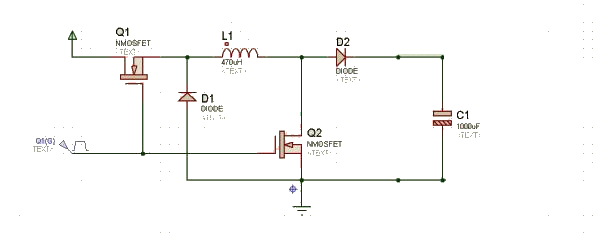 Q1
NMOSFET
<TEXT>
L1
470uH
<TEXT>
D2
DIODE
<TEXT>
D1
DIODE
<TEXT>
C1
1000uF
<TEXT>
Q2
NMOSFET
<TEXT>
Q1(G)
<TEXT>